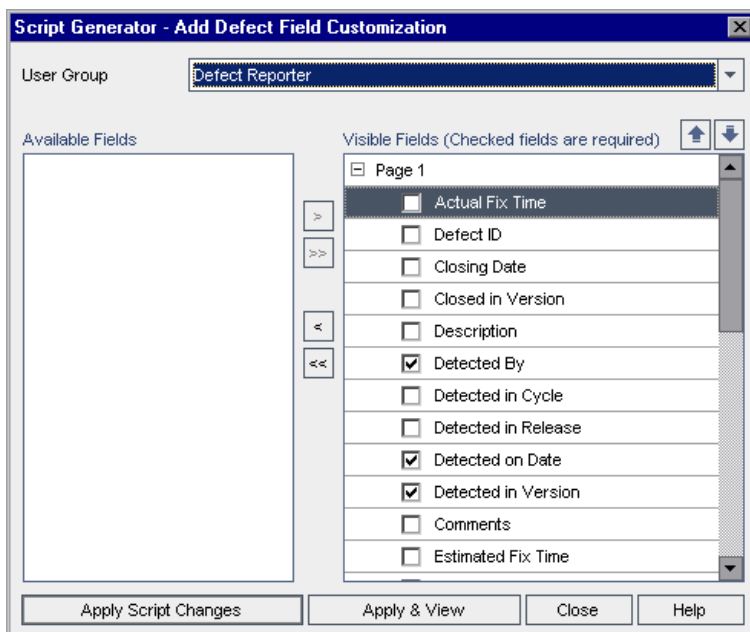 Script Generator - Add Defect Field Customization
User Group
Defect Reporter
Available Fields
Visible Fields (Checked fields are required)
Page 1
Actual Fix Time
Defect ID
>
>>
Closing Date
Closed in Version
Description
<
<<
Detected By
Detected in Cycle
Detected in Release
Detected on Date
Detected in Version
Comments
Estimated Fix Time
Apply Script Changes
Apply & View
Close
Help